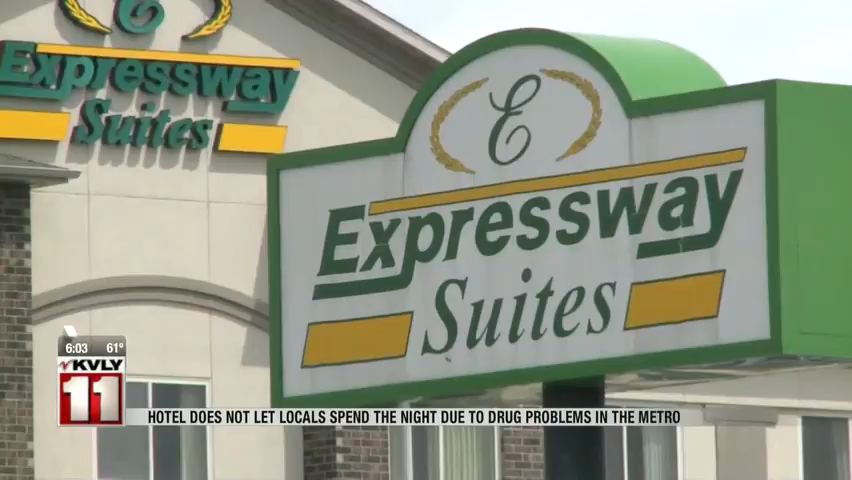 E
Expressway
Suites
E
Expressway
Suites
6:03 61°
KVLY
11
HOTEL DOES NOT LET LOCALS SPEND THE NIGHT DUE TO DRUG PROBLEMS IN THE METRO